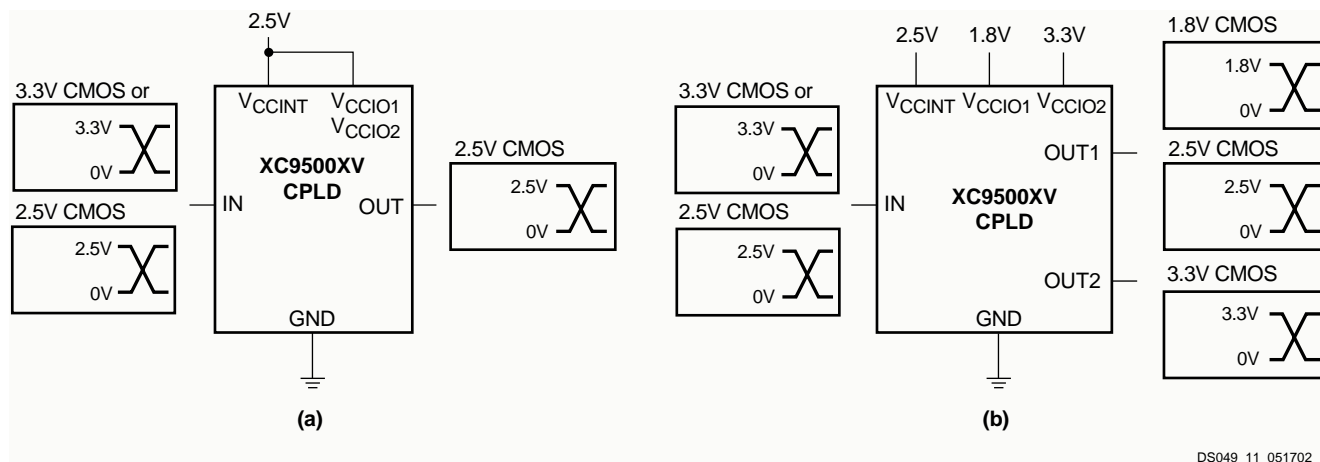 2.5V
3.3V CMOS or
3.3V
0V
2.5V CMOS
2.5V
0V
VCCINT
VCCIO1
VCCIO2
XC9500XV
CPLD
IN
OUT
GND
2.5V CMOS
2.5V
0V
(a)
2.5V 1.8V 3.3V
3.3V CMOS or
3.3V
0V
2.5V CMOS
2.5V
0V
VCCINT VCCIO1 VCCIO2
OUT1
XC9500XV
CPLD
IN
OUT2
GND
1.8V CMOS
1.8V
0V
2.5V CMOS
2.5V
0V
3.3V CMOS
3.3V
0V
(b)
DS049_11_051702